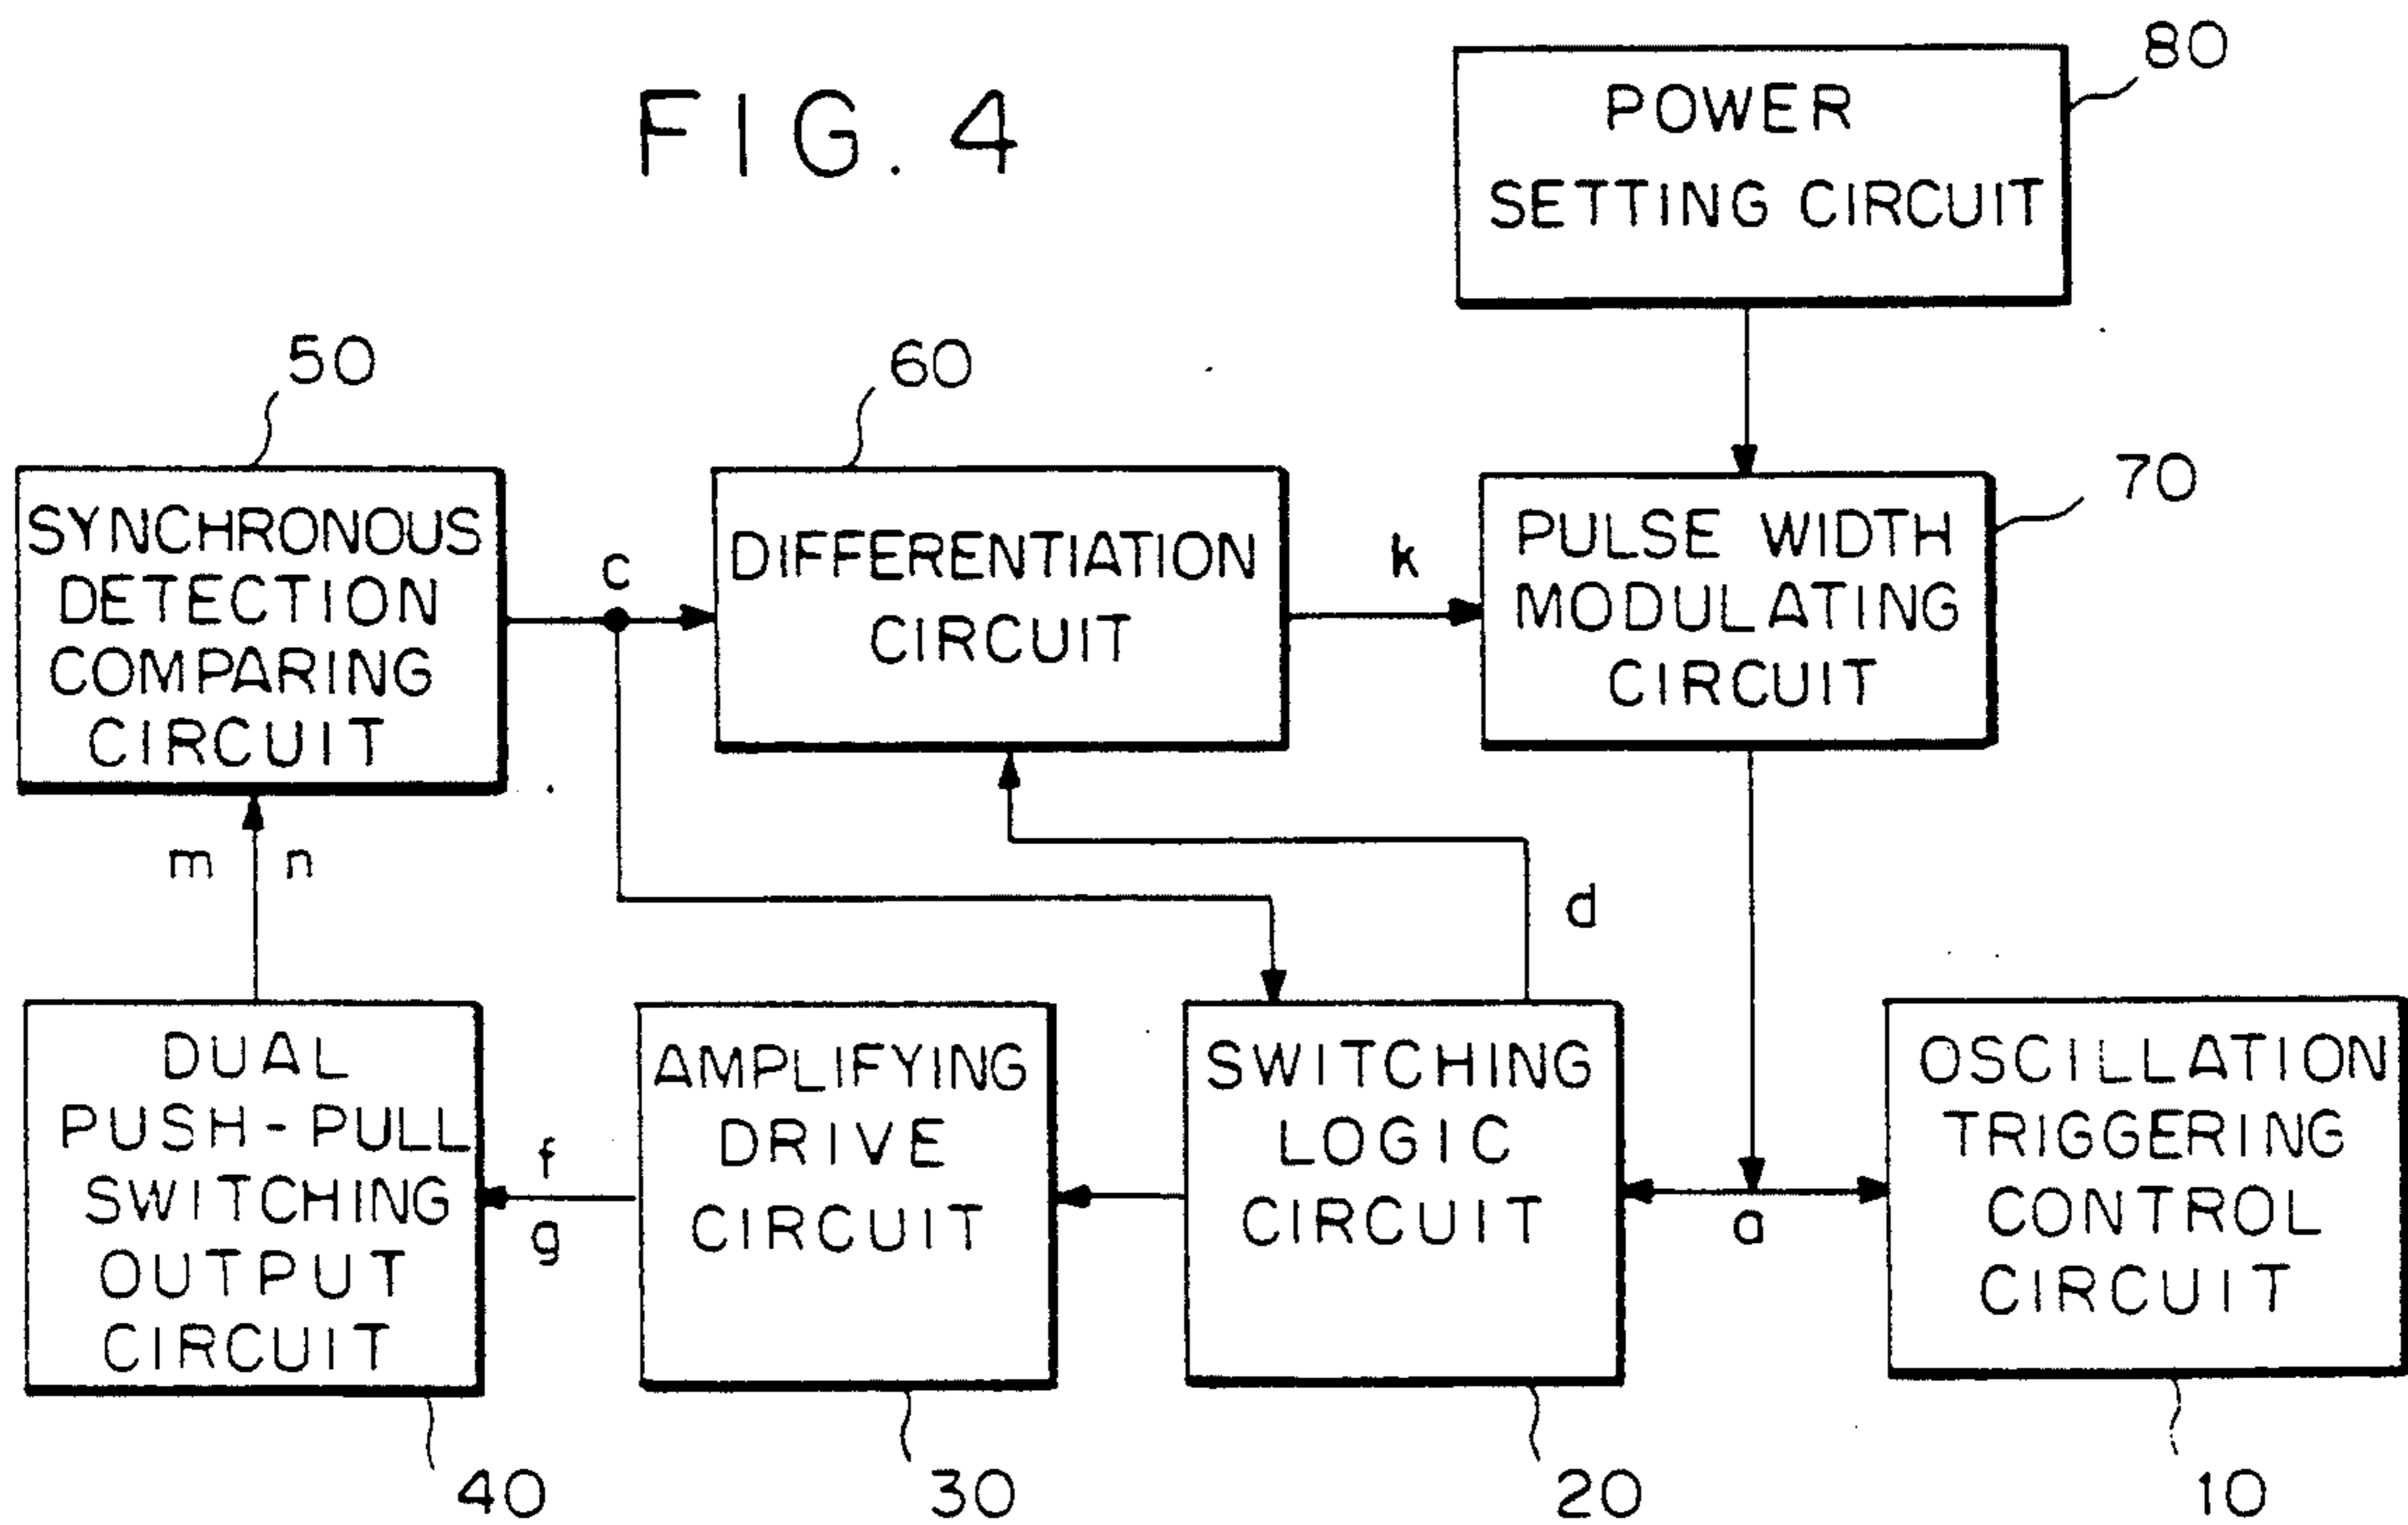 FIG. 4
80
POWER
SETTING CIRCUIT
50
60
70
SYNCHRONOUS
DETECTION
COMPARING
CIRCUIT
c
DIFFERENTIATION
CIRCUIT
k
PULSE WIDTH
MODULATING
CIRCUIT
m n
d
DUAL
PUSH-PULL
SWITCHING
OUTPUT
CIRCUIT
f
g
AMPLIFYING
DRIVE
CIRCUIT
SWITCHING
LOGIC
CIRCUIT
a
OSCILLATION
TRIGGERING
CONTROL
CIRCUIT
40
30
20
10